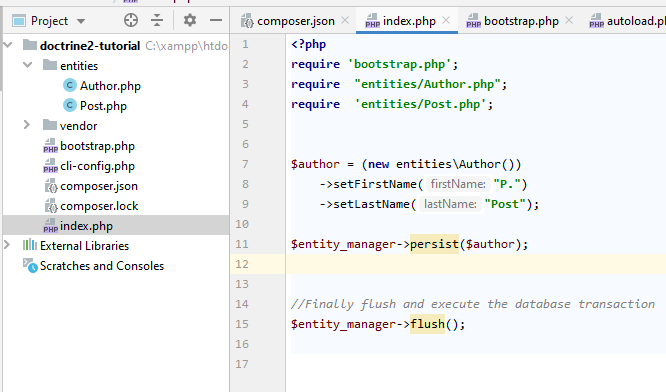 composer.json
index.php
bootstrap.php
autoload.p
Project
doctrine2-tutorial C:\xampp\htdo
entities
Author.php
Post.php
vendor
bootstrap.php
cli-config.php
composer.json
composer.lock
index.php
External Libraries
Scratches and Consoles
1 <?php
2 require 'bootstrap.php';
3 require  "entities/Author.php";
4 require  'entities/Post.php';
5
6
7 $author = (new entities\Author())
8     ->setFirstName( firstName: "P.")
9     ->setLastName( lastName: "Post");
10
11 $entity_manager->persist($author);
12
13
14 //Finally flush and execute the database transaction
15 $entity_manager->flush();
16
17